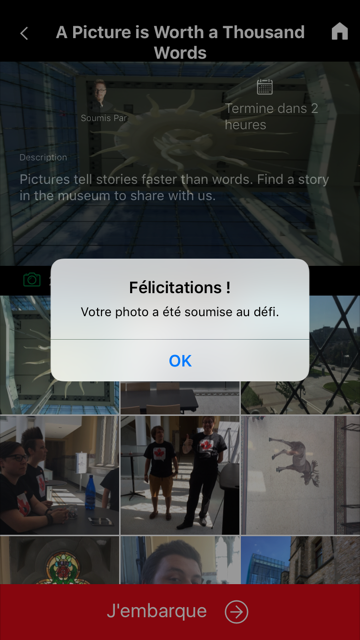 A Picture is Worth a Thousand
Words
Soumis Par
Termine dans 2
heures
Description
Pictures tell stories faster than words. Find a story
in the museum to share with us.
Félicitations !
Votre photo a été soumise au défi.
OK
J'embarque